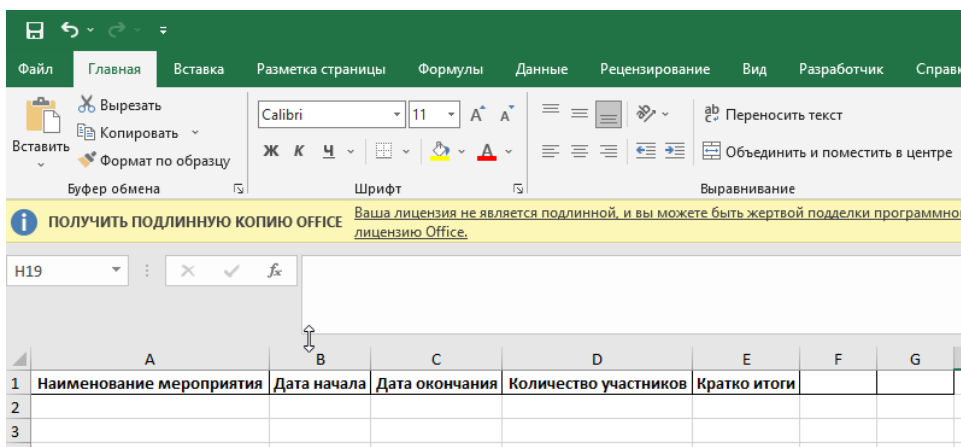 Файл Главная Вставка Разметка страницы Формулы Данные Рецензирование Вид Разработчик
Вырезать
Копировать
Вставить
Формат по образцу
Calibri 11
Ж К Ч А
Переносить текст
Объединить и поместить в центре
Буфер обмена Шрифт Выравнивание
ПОЛУЧИТЬ ПОДЛИННУЮ КОПИЮ OFFICE Ваша лицензия не является подлинной, и вы можете быть жертвой подделки программно
лицензию Office.
H19 fx
A B C D E F G
1 Наименование мероприятия Дата начала Дата окончания Количество участников Кратко итоги
2
3